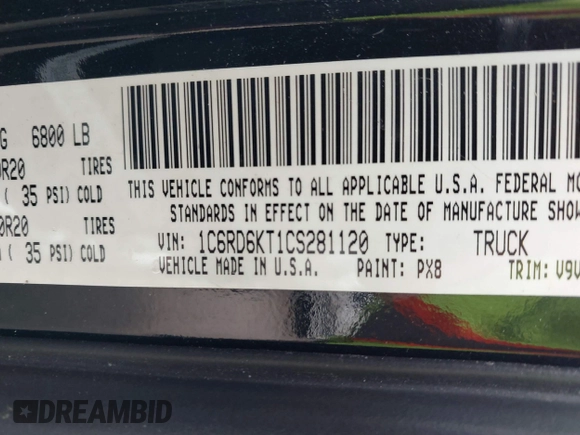 G 6800 LB
0R20 TIRES
( 35 PSI) COLD
0R20 TIRES
( 35 PSI) COLD
THIS VEHICLE CONFORMS TO ALL APPLICABLE U.S.A. FEDERAL MO
STANDARDS IN EFFECT ON THE DATE OF MANUFACTURE SHOW
VIN: 1C6RD6KT1CS281120 TYPE: TRUCK
VEHICLE MADE IN U.S.A. PAINT: PX8 TRIM: V9V
DREAMBID